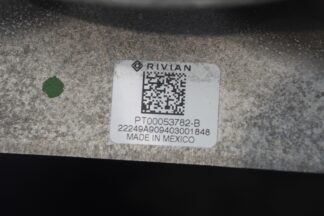 RIVIAN
PT00053782-B
22249A909403001848
MADE IN MEXICO